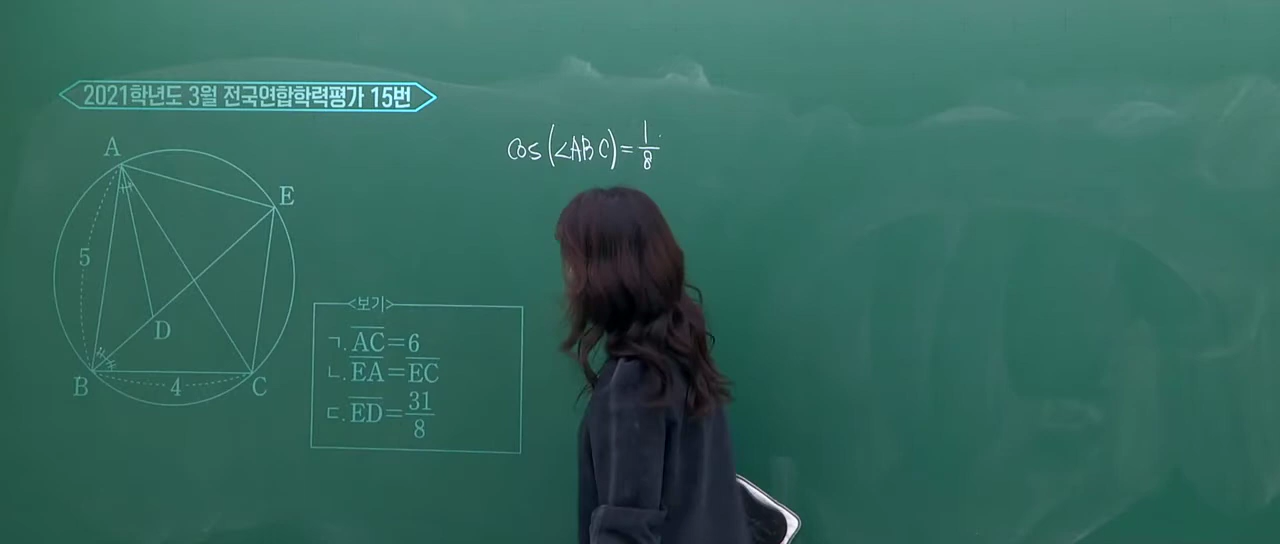 2021학년도 3월 전국연합학력평가 15번
cos(∠ABC)=1/8
A
E
5
D
B
4
C
<보기>
ㄱ. AC=6
ㄴ. EA=EC
ㄷ. ED=31/8